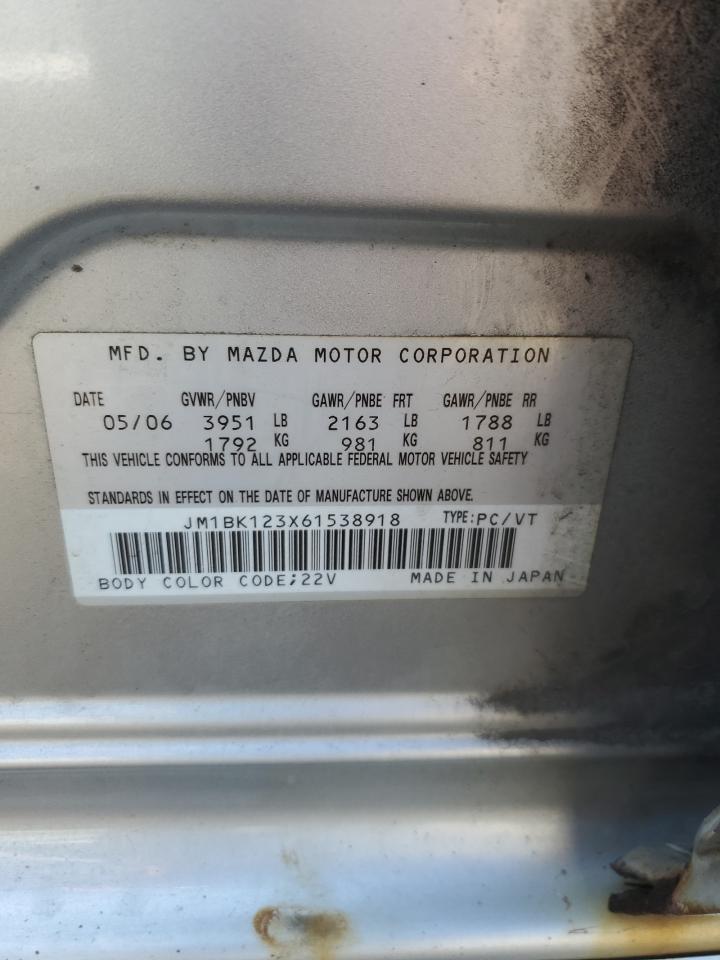 MFD. BY MAZDA MOTOR CORPORATION
DATE GVWR/PNBV GAWR/PNBE FRT GAWR/PNBE RR
05/06 3951 LB 2163 LB 1788 LB
1792 KG 981 KG 811 KG
THIS VEHICLE CONFORMS TO ALL APPLICABLE FEDERAL MOTOR VEHICLE SAFETY
STANDARDS IN EFFECT ON THE DATE OF MANUFACTURE SHOWN ABOVE.
JM1BK123X61538918 TYPE:PC/VT
BODY COLOR CODE;22V MADE IN JAPAN